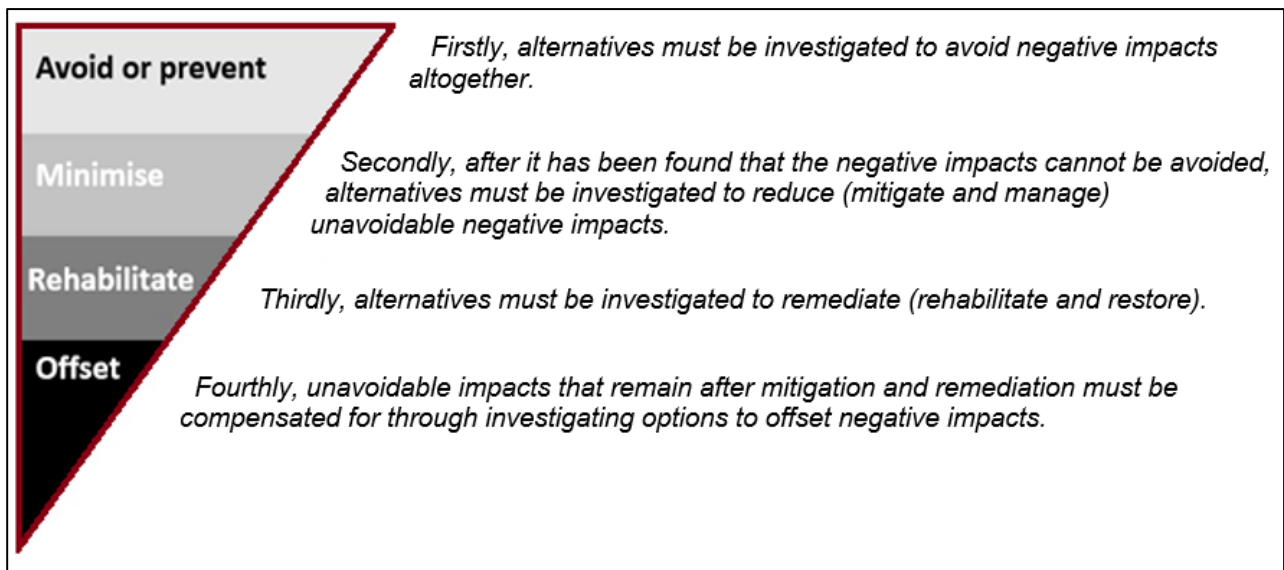 Avoid or prevent
Firstly, alternatives must be investigated to avoid negative impacts
altogether.
Minimise
Secondly, after it has been found that the negative impacts cannot be avoided,
alternatives must be investigated to reduce (mitigate and manage)
unavoidable negative impacts.
Rehabilitate
Thirdly, alternatives must be investigated to remediate (rehabilitate and restore).
Offset
Fourthly, unavoidable impacts that remain after mitigation and remediation must be
compensated for through investigating options to offset negative impacts.